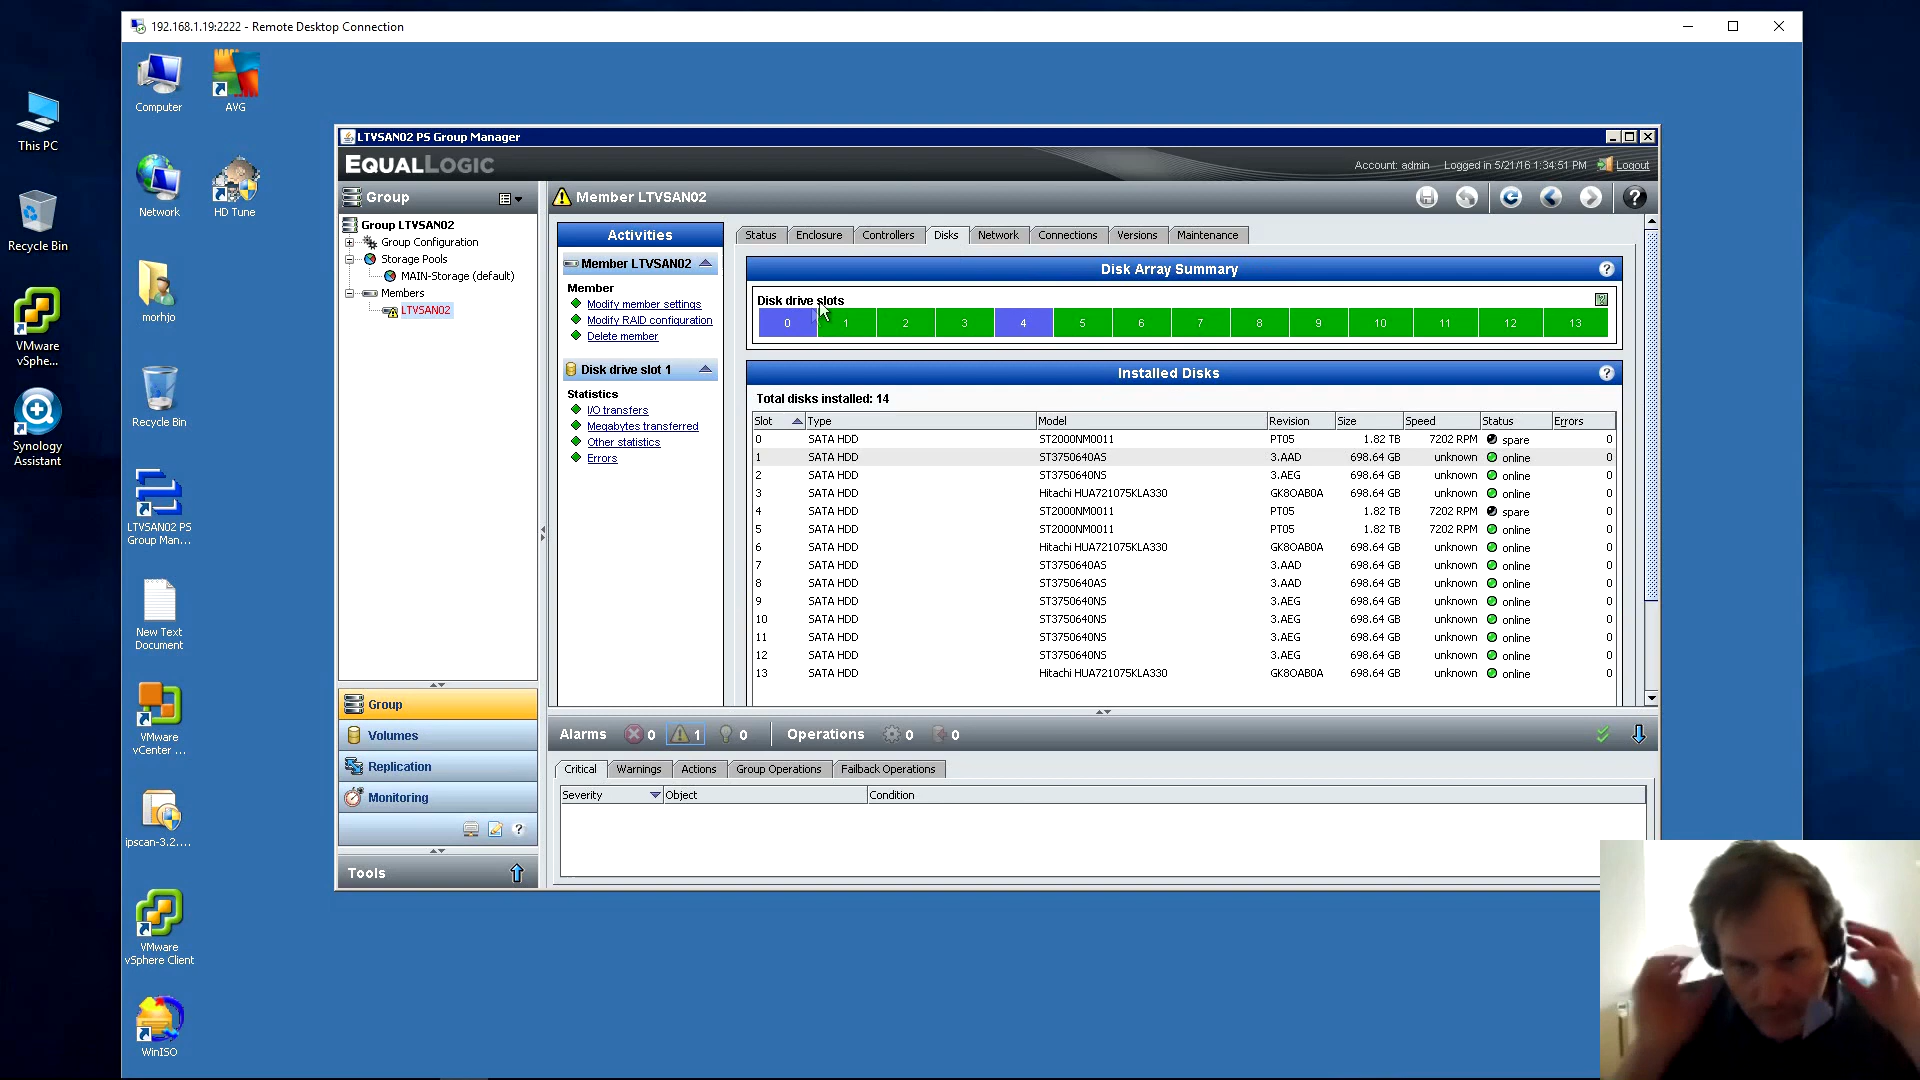 192.168.1.19:2222 - Remote Desktop Connection
This PC
Recycle Bin
VMware
vSphe...
Synology
Assistant
Computer
AVG
Network
HD Tune
morhjo
Recycle Bin
LTVSAN02 PS
Group Man...
New Text
Document
VMware
vCenter ...
ipscan-3.2....
VMware
vSphere Client
WinISO
LTVSAN02 PS Group Manager
EQUALLOGIC
Account: admin Logged in 5/21/16 1:34:51 PM Logout
Group
Group LTVSAN02
Group Configuration
Storage Pools
MAIN-Storage (default)
Members
LTVSAN02
Group
Volumes
Replication
Monitoring
?
Tools
Member LTVSAN02
?
Activities
Member LTVSAN02
Member
Modify member settings
Modify RAID configuration
Delete member
Disk drive slot 1
Statistics
I/O transfers
Megabytes transferred
Other statistics
Errors
Status Enclosure Controllers Disks Network Connections Versions Maintenance
Disk Array Summary ?
Disk drive slots ?
0 1 2 3 4 5 6 7 8 9 10 11 12 13
Installed Disks ?
Total disks installed: 14
Slot Type Model Revision Size Speed Status Errors
0 SATA HDD ST2000NM0011 PT05 1.82 TB 7202 RPM spare 0
1 SATA HDD ST3750640AS 3.AAD 698.64 GB unknown online 0
2 SATA HDD ST3750640NS 3.AEG 698.64 GB unknown online 0
3 SATA HDD Hitachi HUA721075KLA330 GK8OAB0A 698.64 GB unknown online 0
4 SATA HDD ST2000NM0011 PT05 1.82 TB 7202 RPM spare 0
5 SATA HDD ST2000NM0011 PT05 1.82 TB 7202 RPM online 0
6 SATA HDD Hitachi HUA721075KLA330 GK8OAB0A 698.64 GB unknown online 0
7 SATA HDD ST3750640AS 3.AAD 698.64 GB unknown online 0
8 SATA HDD ST3750640AS 3.AAD 698.64 GB unknown online 0
9 SATA HDD ST3750640NS 3.AEG 698.64 GB unknown online 0
10 SATA HDD ST3750640NS 3.AEG 698.64 GB unknown online 0
11 SATA HDD ST3750640NS 3.AEG 698.64 GB unknown online 0
12 SATA HDD ST3750640NS 3.AEG 698.64 GB unknown online 0
13 SATA HDD Hitachi HUA721075KLA330 GK8OAB0A 698.64 GB unknown online 0
Alarms 0 1 0 Operations 0 0
Critical Warnings Actions Group Operations Failback Operations
Severity Object Condition